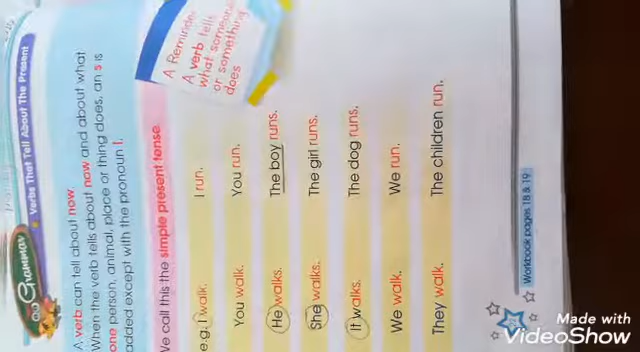 Grammar
Verbs That Tell About The Present
A verb can tell about now.
When the verb tells about now and about what
one person, animal, place or thing does, an s is
added except with the pronoun I.
A Reminder
A verb tells
what someone
or something
does
We call this the simple present tense.
e.g. I walk. I run.
You walk. You run.
He walks. The boy runs.
She walks. The girl runs.
It walks. The dog runs.
We walk. We run.
They walk. The children run.
Workbook pages 18 & 19
Made with
VideoShow